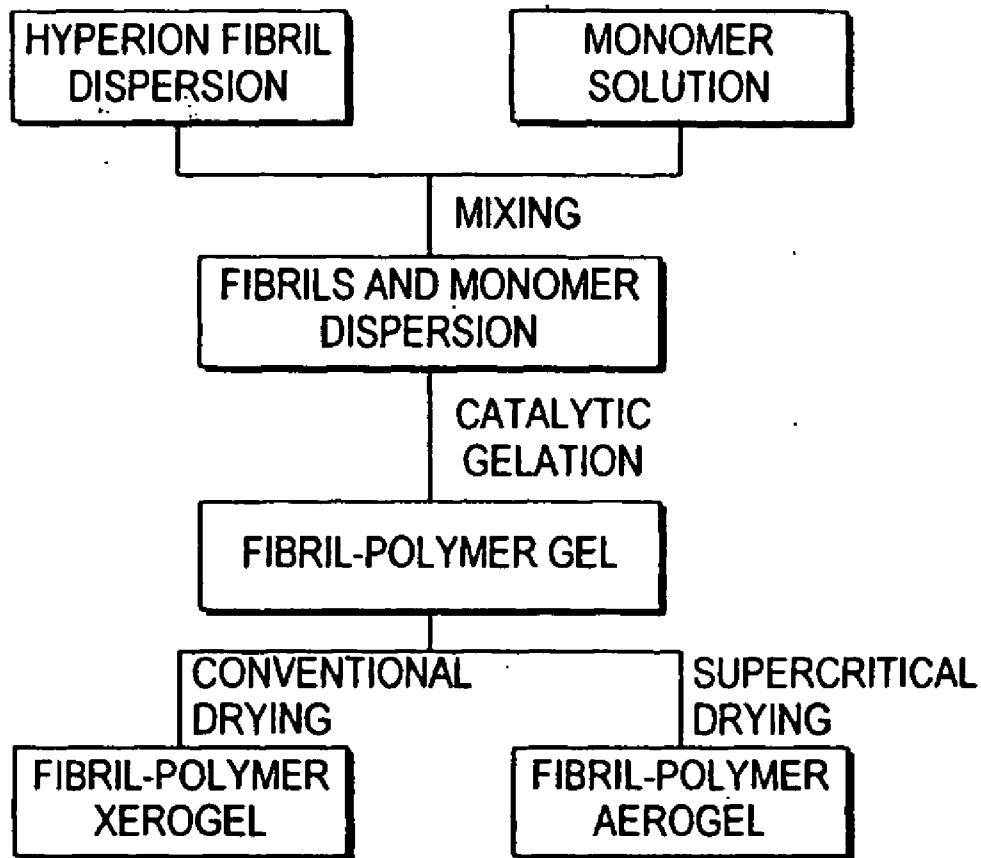 HYPERION FIBRIL
DISPERSION
MONOMER
SOLUTION
MIXING
FIBRILS AND MONOMER
DISPERSION
CATALYTIC
GELATION
FIBRIL-POLYMER GEL
CONVENTIONAL
DRYING
SUPERCRITICAL
DRYING
FIBRIL-POLYMER
XEROGEL
FIBRIL-POLYMER
AEROGEL